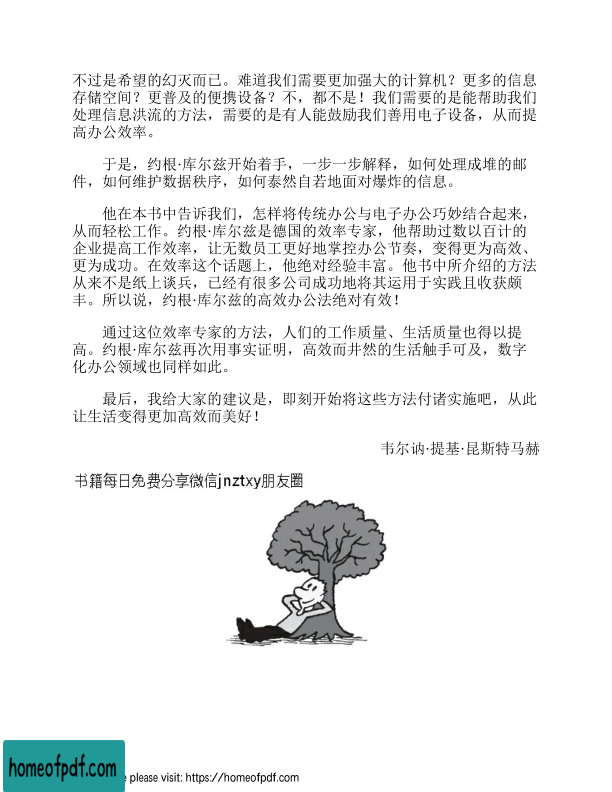 不过是希望的幻灭而已。难道我们需要更加强大的计算机？更多的信息
存储空间？更普及的便携设备？不，都不是！我们需要的是能帮助我们
处理信息洪流的方法，需要的是有人能鼓励我们善用电子设备，从而提
高办公效率。
于是，约根·库尔兹开始着手，一步一步解释，如何处理成堆的邮
件，如何维护数据秩序，如何泰然自若地面对爆炸的信息。
他在本书中告诉我们，怎样将传统办公与电子办公巧妙结合起来，
从而轻松工作。约根·库尔兹是德国的效率专家，他帮助过数以百计的
企业提高工作效率，让无数员工更好地掌控办公节奏，变得更为高效、
更为成功。在效率这个话题上，他绝对经验丰富。他书中所介绍的方法
从来不是纸上谈兵，已经有很多公司成功地将其运用于实践且收获颇
丰。所以说，约根·库尔兹的高效办公法绝对有效！
通过这位效率专家的方法，人们的工作质量、生活质量也得以提
高。约根·库尔兹再次用事实证明，高效而井然的生活触手可及，数字
化办公领域也同样如此。
最后，我给大家的建议是，即刻开始将这些方法付诸实施吧，从此
让生活变得更加高效而美好！
韦尔讷·提基·昆斯特马赫
书籍每日免费分享微信jnztxy朋友圈
homeofpdf.com
please visit: https://homeofpdf.com